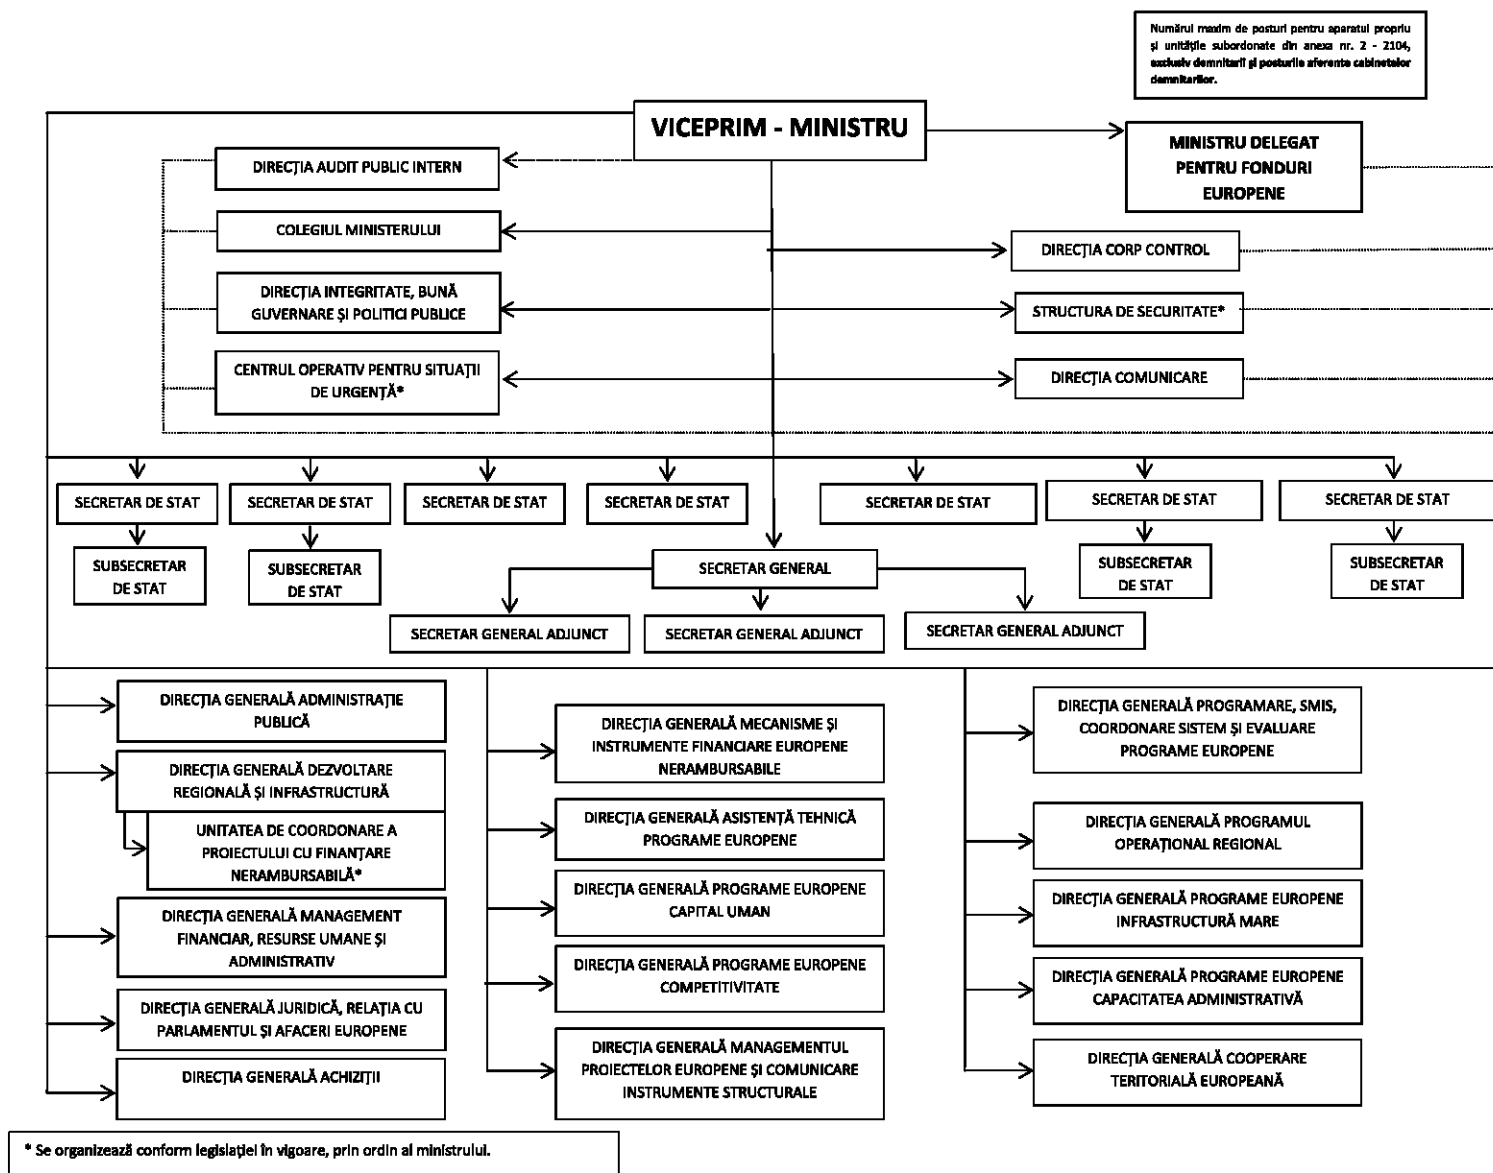 Numărul maxim de posturi pentru aparatul propriu
și unitățile subordonate din anexa nr. 2 - 2104,
exclusiv demnitarii și posturile aferente cabinetelor
demnitarilor.
VICEPRIM - MINISTRU
MINISTRU DELEGAT
PENTRU FONDURI
EUROPENE
DIRECȚIA AUDIT PUBLIC INTERN
COLEGIUL MINISTERULUI
DIRECȚIA CORP CONTROL
DIRECȚIA INTEGRITATE, BUNĂ
GUVERNARE ȘI POLITICI PUBLICE
STRUCTURA DE SECURITATE*
CENTRUL OPERATIV PENTRU SITUAȚII
DE URGENȚĂ*
DIRECȚIA COMUNICARE
SECRETAR DE STAT
SECRETAR DE STAT
SECRETAR DE STAT
SECRETAR DE STAT
SECRETAR DE STAT
SECRETAR DE STAT
SECRETAR DE STAT
SUBSECRETAR
DE STAT
SUBSECRETAR
DE STAT
SECRETAR GENERAL
SUBSECRETAR
DE STAT
SUBSECRETAR
DE STAT
SECRETAR GENERAL ADJUNCT
SECRETAR GENERAL ADJUNCT
SECRETAR GENERAL ADJUNCT
DIRECȚIA GENERALĂ ADMINISTRAȚIE
PUBLICĂ
DIRECȚIA GENERALĂ DEZVOLTARE
REGIONALĂ ȘI INFRASTRUCTURĂ
UNITATEA DE COORDONARE A
PROIECTULUI CU FINANȚARE
NERAMBURSABILĂ*
DIRECȚIA GENERALĂ MANAGEMENT
FINANCIAR, RESURSE UMANE ȘI
ADMINISTRATIV
DIRECȚIA GENERALĂ JURIDICĂ, RELAȚIA CU
PARLAMENTUL ȘI AFACERI EUROPENE
DIRECȚIA GENERALĂ ACHIZIȚII
DIRECȚIA GENERALĂ MECANISME ȘI
INSTRUMENTE FINANCIARE EUROPENE
NERAMBURSABILE
DIRECȚIA GENERALĂ ASISTENȚĂ TEHNICĂ
PROGRAME EUROPENE
DIRECȚIA GENERALĂ PROGRAME EUROPENE
CAPITAL UMAN
DIRECȚIA GENERALĂ PROGRAME EUROPENE
COMPETITIVITATE
DIRECȚIA GENERALĂ MANAGEMENTUL
PROIECTELOR EUROPENE ȘI COMUNICARE
INSTRUMENTE STRUCTURALE
DIRECȚIA GENERALĂ PROGRAMARE, SMIS,
COORDONARE SISTEM ȘI EVALUARE
PROGRAME EUROPENE
DIRECȚIA GENERALĂ PROGRAMUL
OPERAȚIONAL REGIONAL
DIRECȚIA GENERALĂ PROGRAME EUROPENE
INFRASTRUCTURĂ MARE
DIRECȚIA GENERALĂ PROGRAME EUROPENE
CAPACITATEA ADMINISTRATIVĂ
DIRECȚIA GENERALĂ COOPERARE
TERITORIALĂ EUROPEANĂ
* Se organizează conform legislației în vigoare, prin ordin al ministrului.